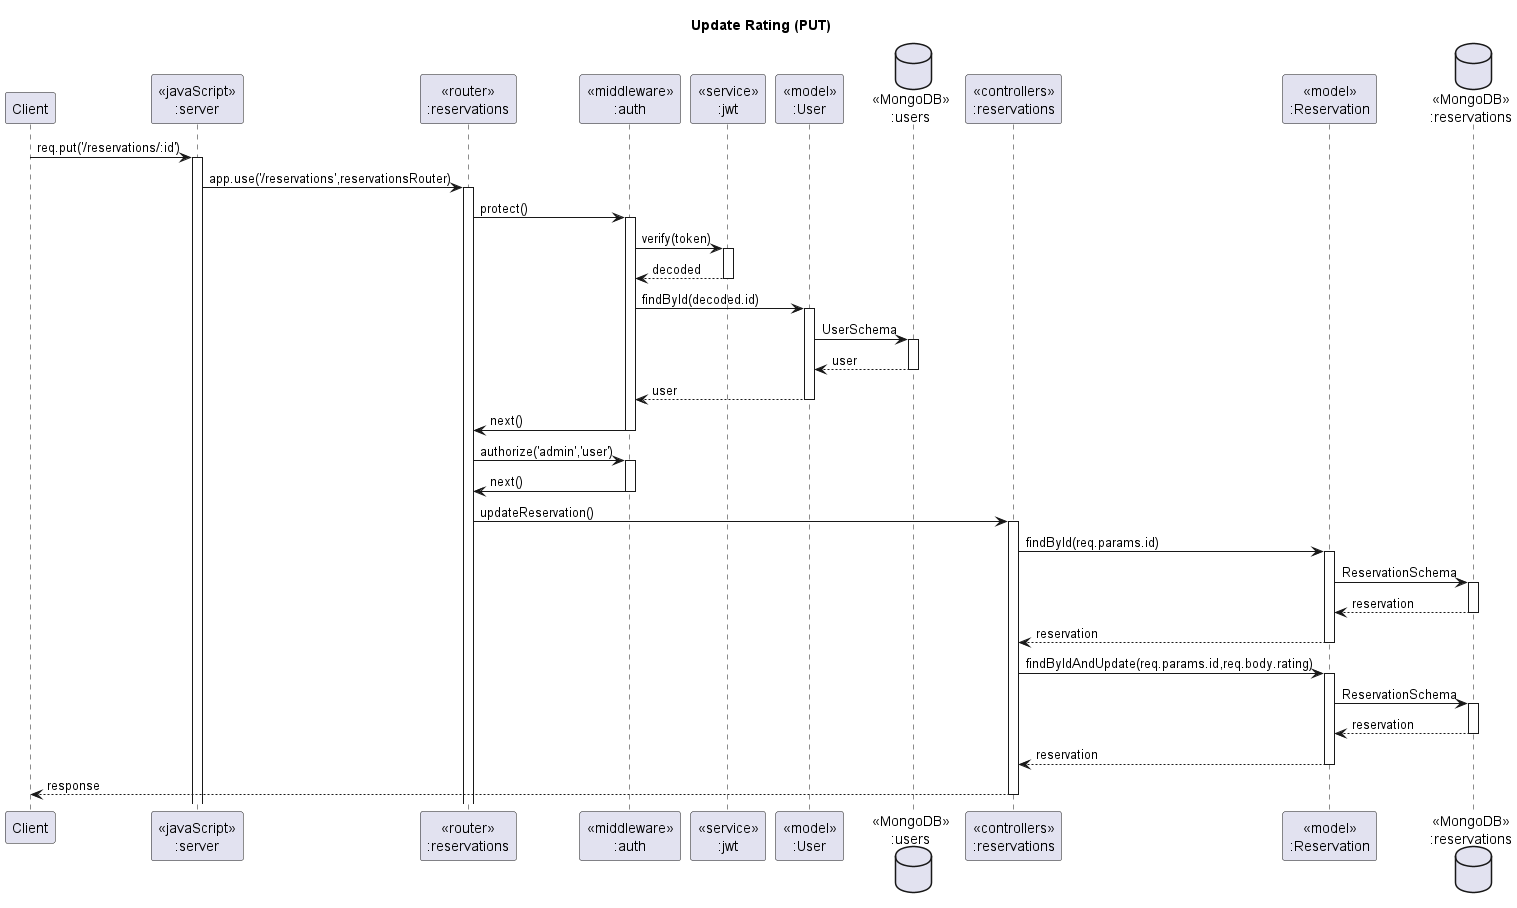 Update Rating (PUT)
Client
«javaScript»
:server
«router»
:reservations
«middleware»
:auth
«service»
:jwt
«model»
:User
«MongoDB»
:users
«controllers»
:reservations
«model»
:Reservation
«MongoDB»
:reservations
req.put('/reservations/:id')
app.use('/reservations',reservationsRouter)
protect()
verify(token)
decoded
findById(decoded.id)
UserSchema
user
user
next()
authorize('admin','user')
next()
updateReservation()
findById(req.params.id)
ReservationSchema
reservation
reservation
findByIdAndUpdate(req.params.id,req.body.rating)
ReservationSchema
reservation
reservation
response
Client
«javaScript»
:server
«router»
:reservations
«middleware»
:auth
«service»
:jwt
«model»
:User
«MongoDB»
:users
«controllers»
:reservations
«model»
:Reservation
«MongoDB»
:reservations